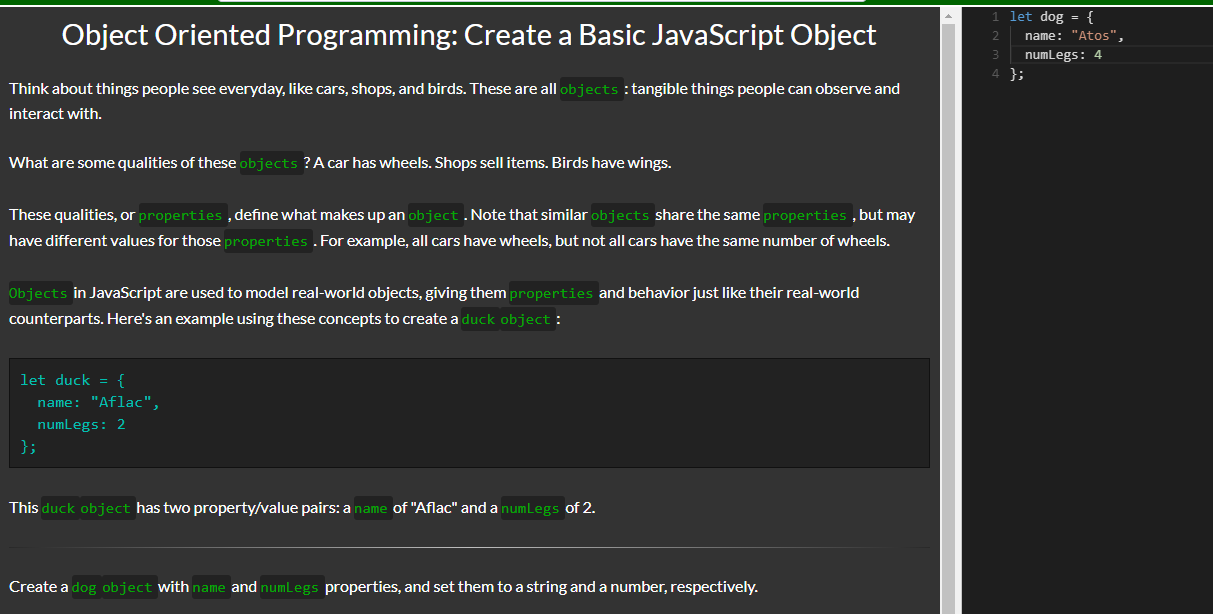 Object Oriented Programming: Create a Basic JavaScript Object
Think about things people see everyday, like cars, shops, and birds. These are all objects : tangible things people can observe and
interact with.
What are some qualities of these objects ? A car has wheels. Shops sell items. Birds have wings.
These qualities, or properties , define what makes up an object . Note that similar objects share the same properties , but may
have different values for those properties . For example, all cars have wheels, but not all cars have the same number of wheels.
Objects in JavaScript are used to model real-world objects, giving them properties and behavior just like their real-world
counterparts. Here's an example using these concepts to create a duck object :
let duck = {
  name: "Aflac",
  numLegs: 2
};
This duck object has two property/value pairs: a name of "Aflac" and a numLegs of 2.
Create a dog object with name and numLegs properties, and set them to a string and a number, respectively.
1 let dog = {
2   name: "Atos",
3   numLegs: 4
4 };